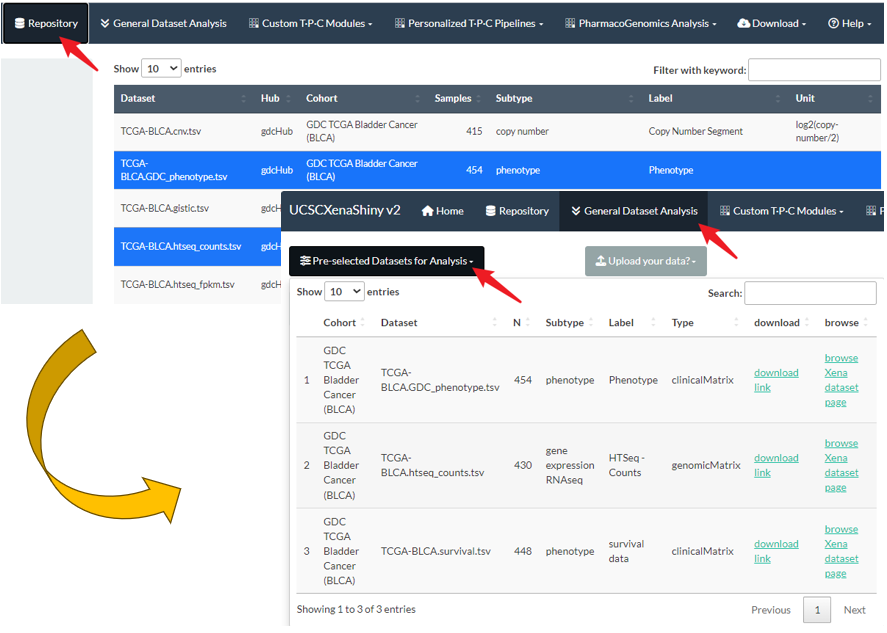 Repository
General Dataset Analysis
Custom T-P-C Modules
Personalized T-P-C Pipelines
PharmacoGenomics Analysis
Download
Help
Show 10 entries
Filter with keyword:
Dataset Hub Cohort Samples Subtype Label Unit
TCGA-BLCA.cnv.tsv gdcHub GDC TCGA Bladder Cancer 415 copy number Copy Number Segment log2(copy-
(BLCA) number/2)
TCGA- gdcHub GDC TCGA Bladder Cancer 454 phenotype Phenotype
BLCA.GDC_phenotype.tsv (BLCA)
TCGA-BLCA.gistic.tsv gdcH
TCGA-BLCA.htseq_counts.tsv gdcH
TCGA-BLCA.htseq_fpkm.tsv gdcH
UCSCXenaShiny v2
Home
Repository
General Dataset Analysis
Custom T-P-C Modules
Pre-selected Datasets for Analysis
Upload your data?
Show 10 entries
Search:
Cohort Dataset N Subtype Label Type download browse
1
GDC
TCGA
Bladder
Cancer
(BLCA)
TCGA-
BLCA.GDC_phenotype.tsv
454
phenotype
Phenotype
clinicalMatrix
download
link
browse
Xena
dataset
page
2
GDC
TCGA
Bladder
Cancer
(BLCA)
TCGA-
BLCA.htseq_counts.tsv
430
gene
expression
RNAseq
HTSeq -
Counts
genomicMatrix
download
link
browse
Xena
dataset
page
3
GDC
TCGA
Bladder
Cancer
(BLCA)
TCGA-BLCA.survival.tsv
448
phenotype
survival
data
clinicalMatrix
download
link
browse
Xena
dataset
page
Showing 1 to 3 of 3 entries
Previous 1 Next